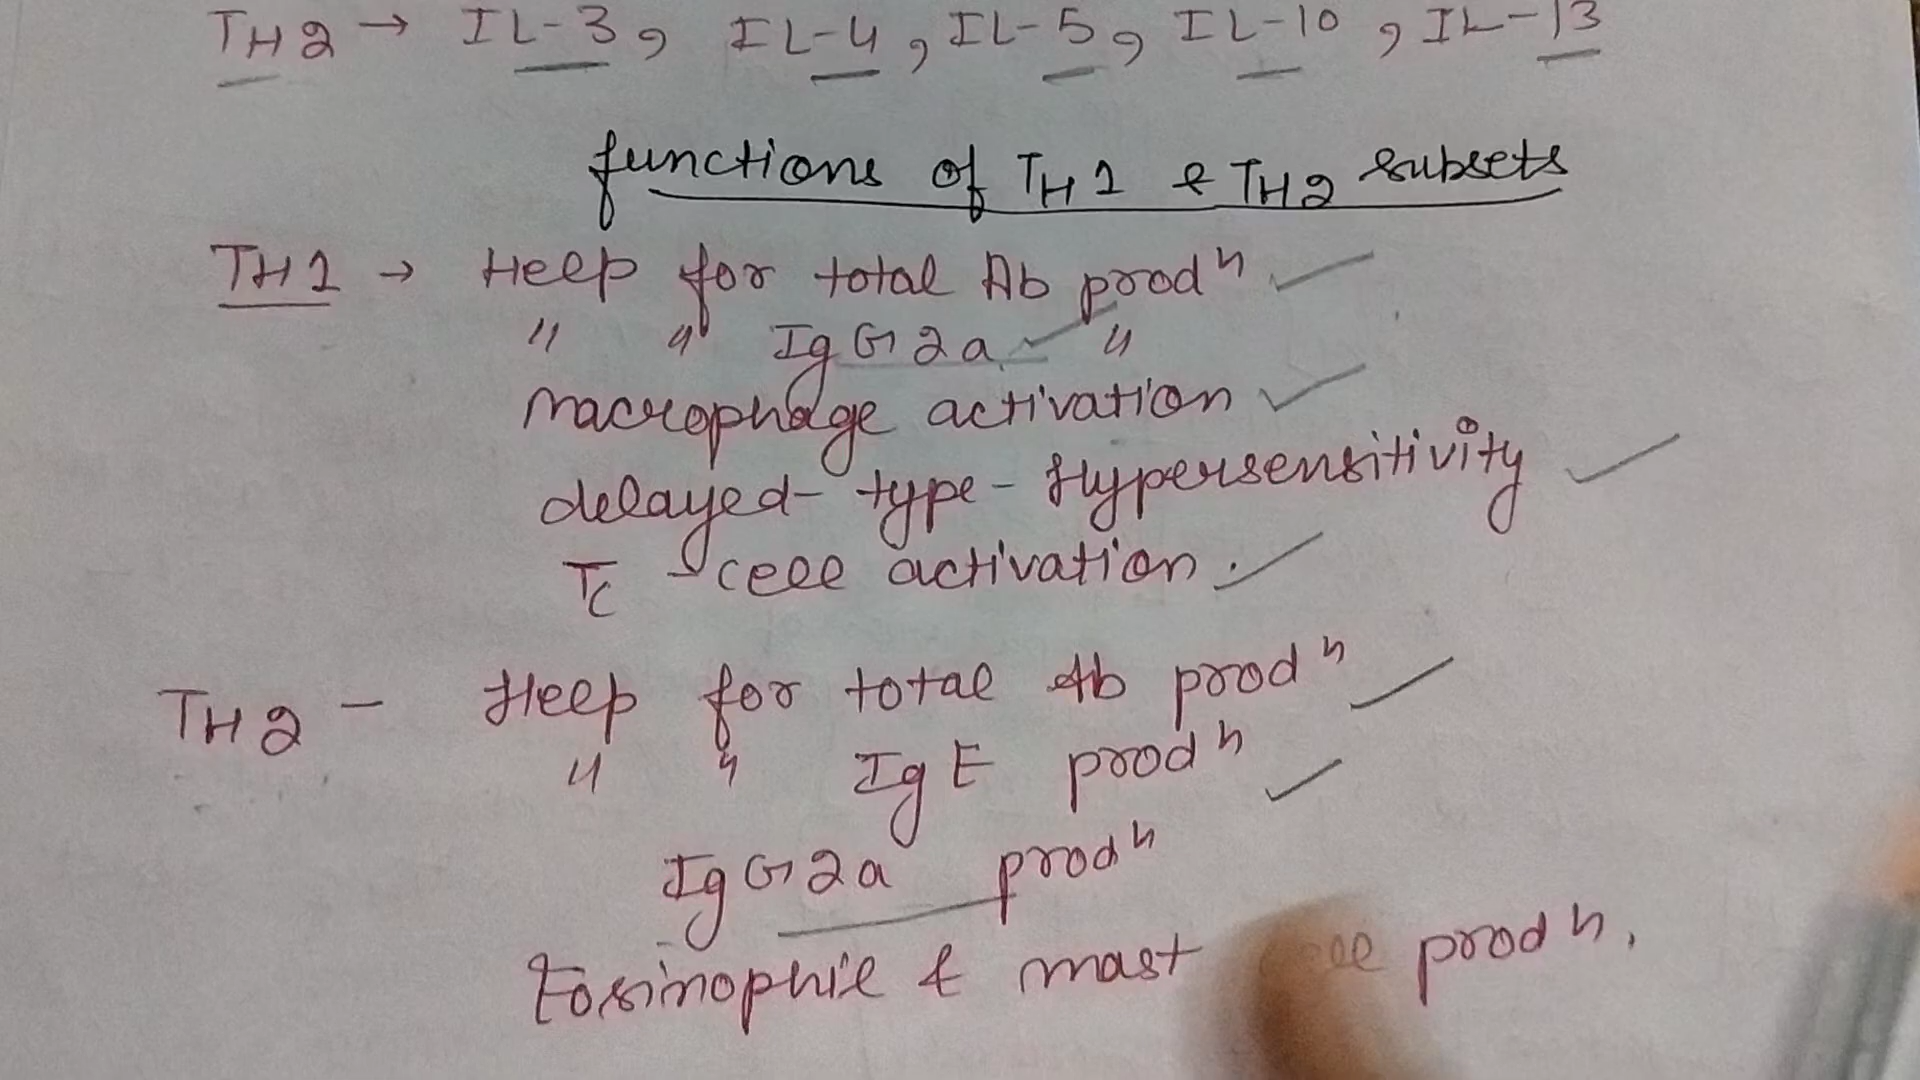 TH2 → IL-3, IL-4, IL-5, IL-10, IL-13
functions of TH1 & TH2 subsets
TH1 → Help for total Ab prodⁿ
" " IgG2a "
macrophage activation
delayed-type-Hypersensitivity
Tc - cell activation.
TH2 - Help for total Ab prodⁿ
" " IgE prodⁿ
IgG2a prodⁿ
Eosinophil & mast prodⁿ.